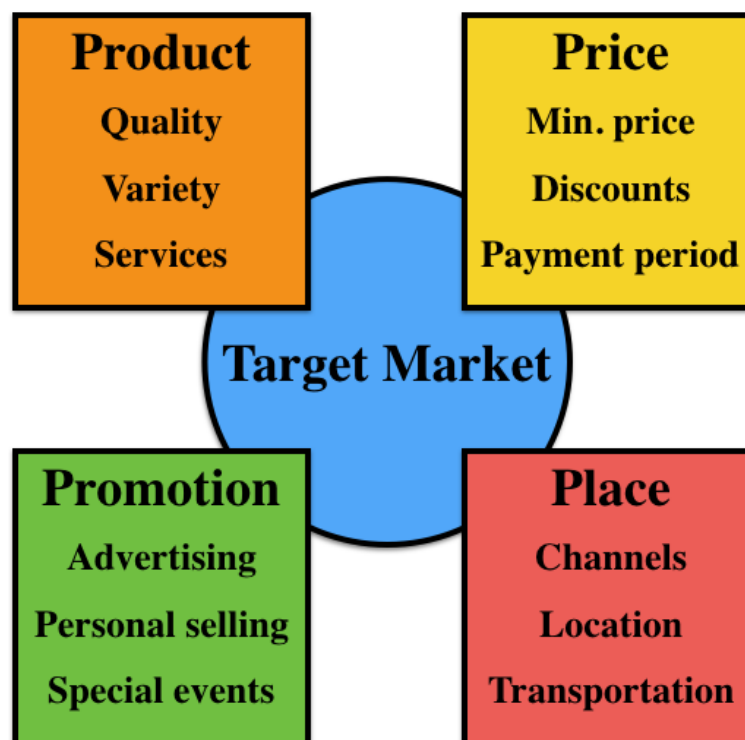 Product
Quality
Variety
Services
Price
Min. price
Discounts
Payment period
Target Market
Promotion
Advertising
Personal selling
Special events
Place
Channels
Location
Transportation